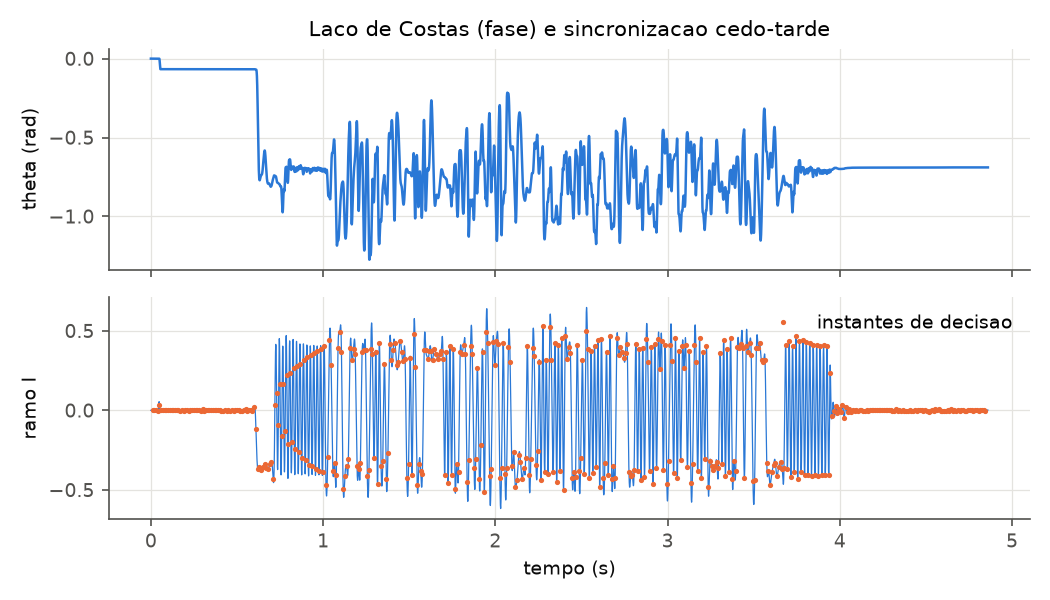 Laco de Costas (fase) e sincronizacao cedo-tarde
0.0
−0.5
−1.0
theta (rad)
instantes de decisao
0.5
0.0
−0.5
ramo I
0 1 2 3 4 5
tempo (s)